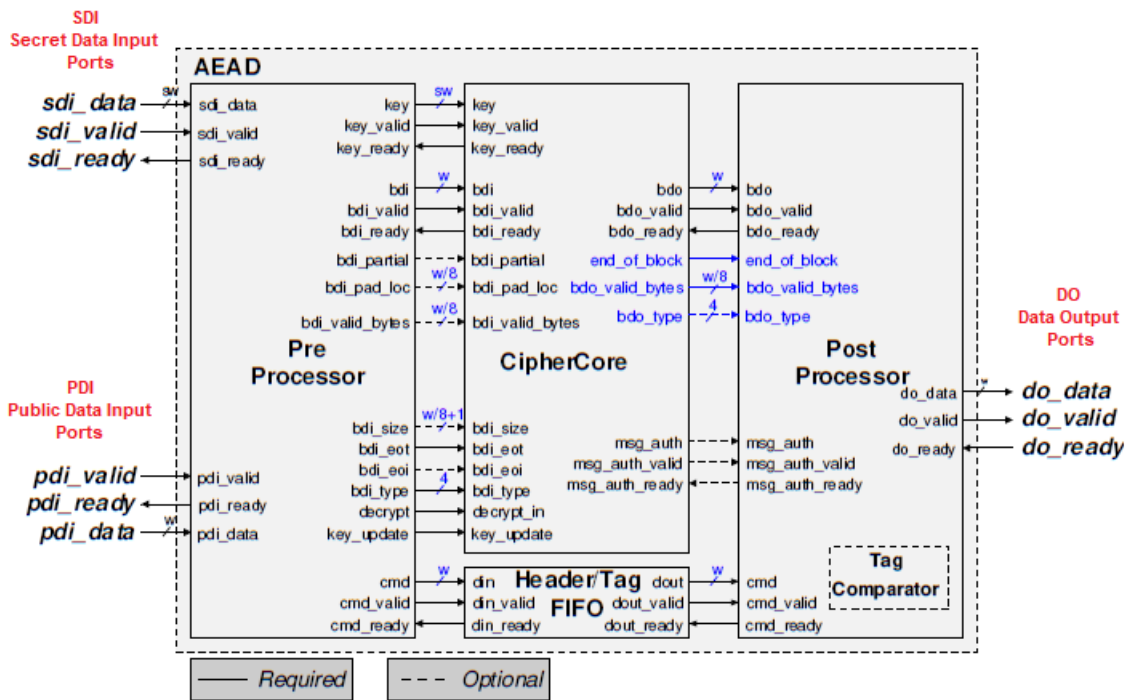 SDI
Secret Data Input
Ports
AEAD
sdi_data
sw
sdi_data
key
sw
key
sdi_valid
sdi_valid
key_valid
key_valid
sdi_ready
sdi_ready
key_ready
key_ready
bdi
w
bdi
bdo
w
bdo
bdi_valid
bdi_valid
bdo_valid
bdo_valid
bdi_ready
bdi_ready
bdo_ready
bdo_ready
bdi_partial
bdi_partial
end_of_block
end_of_block
w/8
w/8
bdi_pad_loc
bdi_pad_loc
bdo_valid_bytes
bdo_valid_bytes
w/8
4
bdi_valid_bytes
bdi_valid_bytes
bdo_type
bdo_type
DO
Data Output
Ports
Pre
Processor
CipherCore
Post
Processor
do_data
w
do_data
do_valid
do_valid
do_ready
do_ready
PDI
Public Data Input
Ports
w/8+1
bdi_size
bdi_size
bdi_eot
bdi_eot
msg_auth
msg_auth
bdi_eoi
bdi_eoi
msg_auth_valid
msg_auth_valid
pdi_valid
pdi_valid
bdi_type
4
bdi_type
msg_auth_ready
msg_auth_ready
pdi_ready
pdi_ready
decrypt
decrypt_in
pdi_data
w
pdi_data
key_update
key_update
Tag
Comparator
cmd
w
din
Header/Tag
FIFO
dout
w
cmd
cmd_valid
din_valid
dout_valid
cmd_valid
cmd_ready
din_ready
dout_ready
cmd_ready
Required
Optional